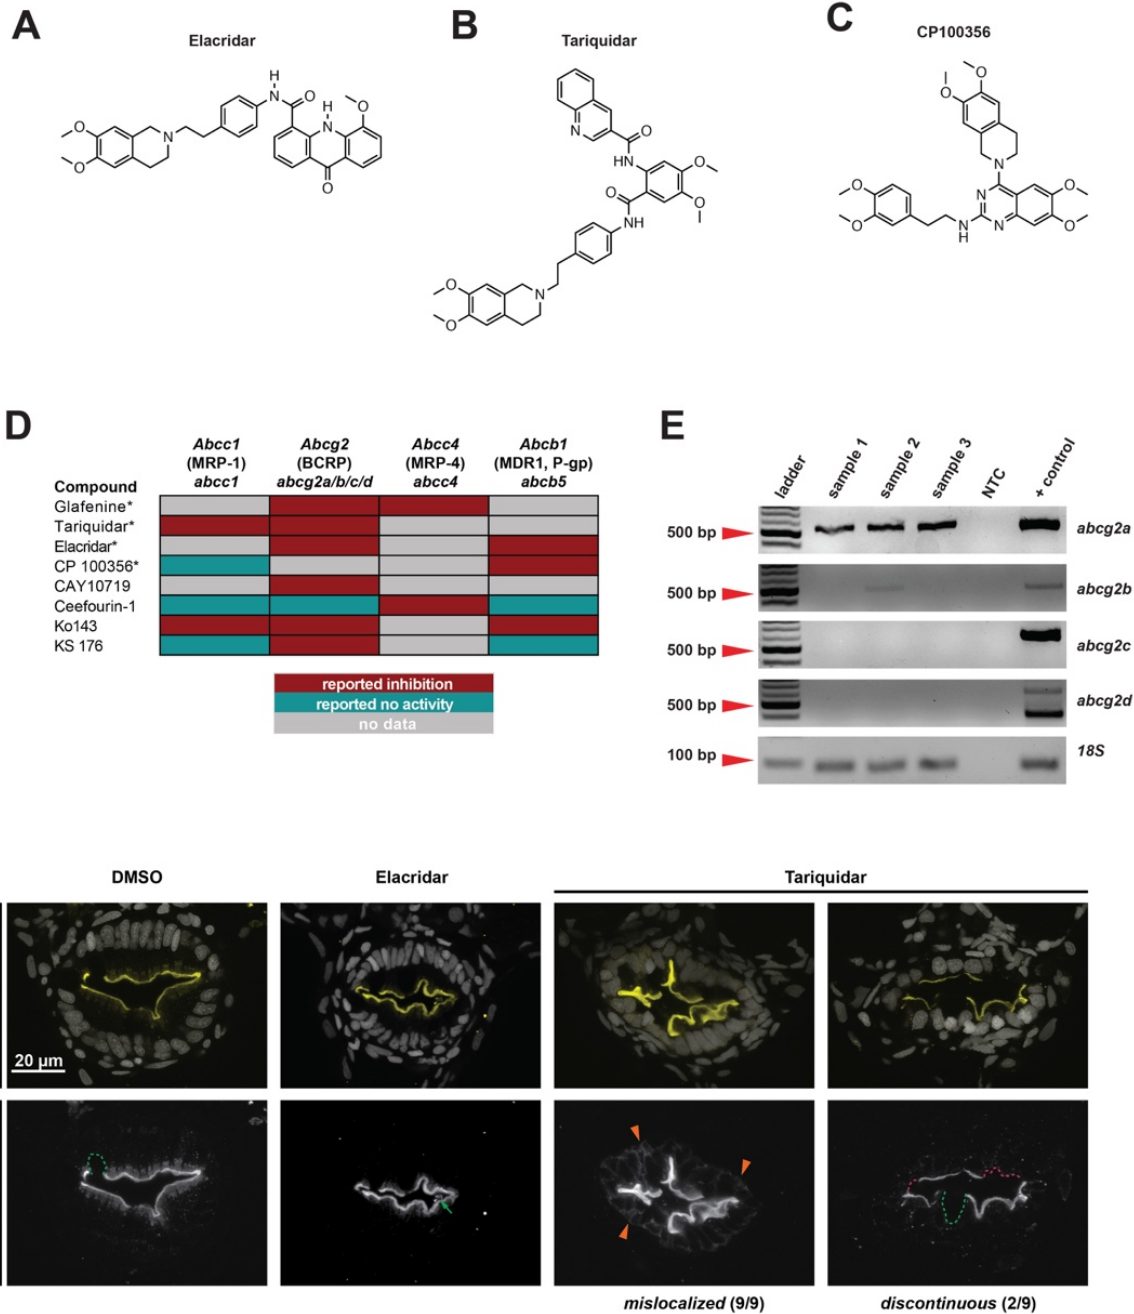 A
Elacridar
B
Tariquidar
C
CP100356
H
N
O
O
H
N
O
O
N
O
N
O
HN
O
O
O
NH
O
O
N
O
O
N
O
O
N
N
N
H
O
O
D
Abcc1 Abcg2 Abcc4 Abcb1
(MRP-1) (BCRP) (MRP-4) (MDR1, P-gp)
Compound abcc1 abcg2a/b/c/d abcc4 abcb5
Glafenine*
Tariquidar*
Elacridar*
CP 100356*
CAY10719
Ceefourin-1
Ko143
KS 176
reported inhibition
reported no activity
no data
E
ladder sample 1 sample 2 sample 3 NTC + control
500 bp abcg2a
500 bp abcg2b
500 bp abcg2c
500 bp abcg2d
100 bp 18S
DMSO Elacridar Tariquidar
20 µm
mislocalized (9/9) discontinuous (2/9)